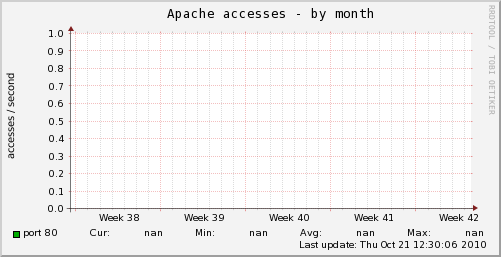 Apache accesses - by month
RRDTOOL / TOBI OETIKER
accesses / second
1.0
0.9
0.8
0.7
0.6
0.5
0.4
0.3
0.2
0.1
0.0
Week 38 Week 39 Week 40 Week 41 Week 42
port 80 Cur: nan Min: nan Avg: nan Max: nan
Last update: Thu Oct 21 12:30:06 2010